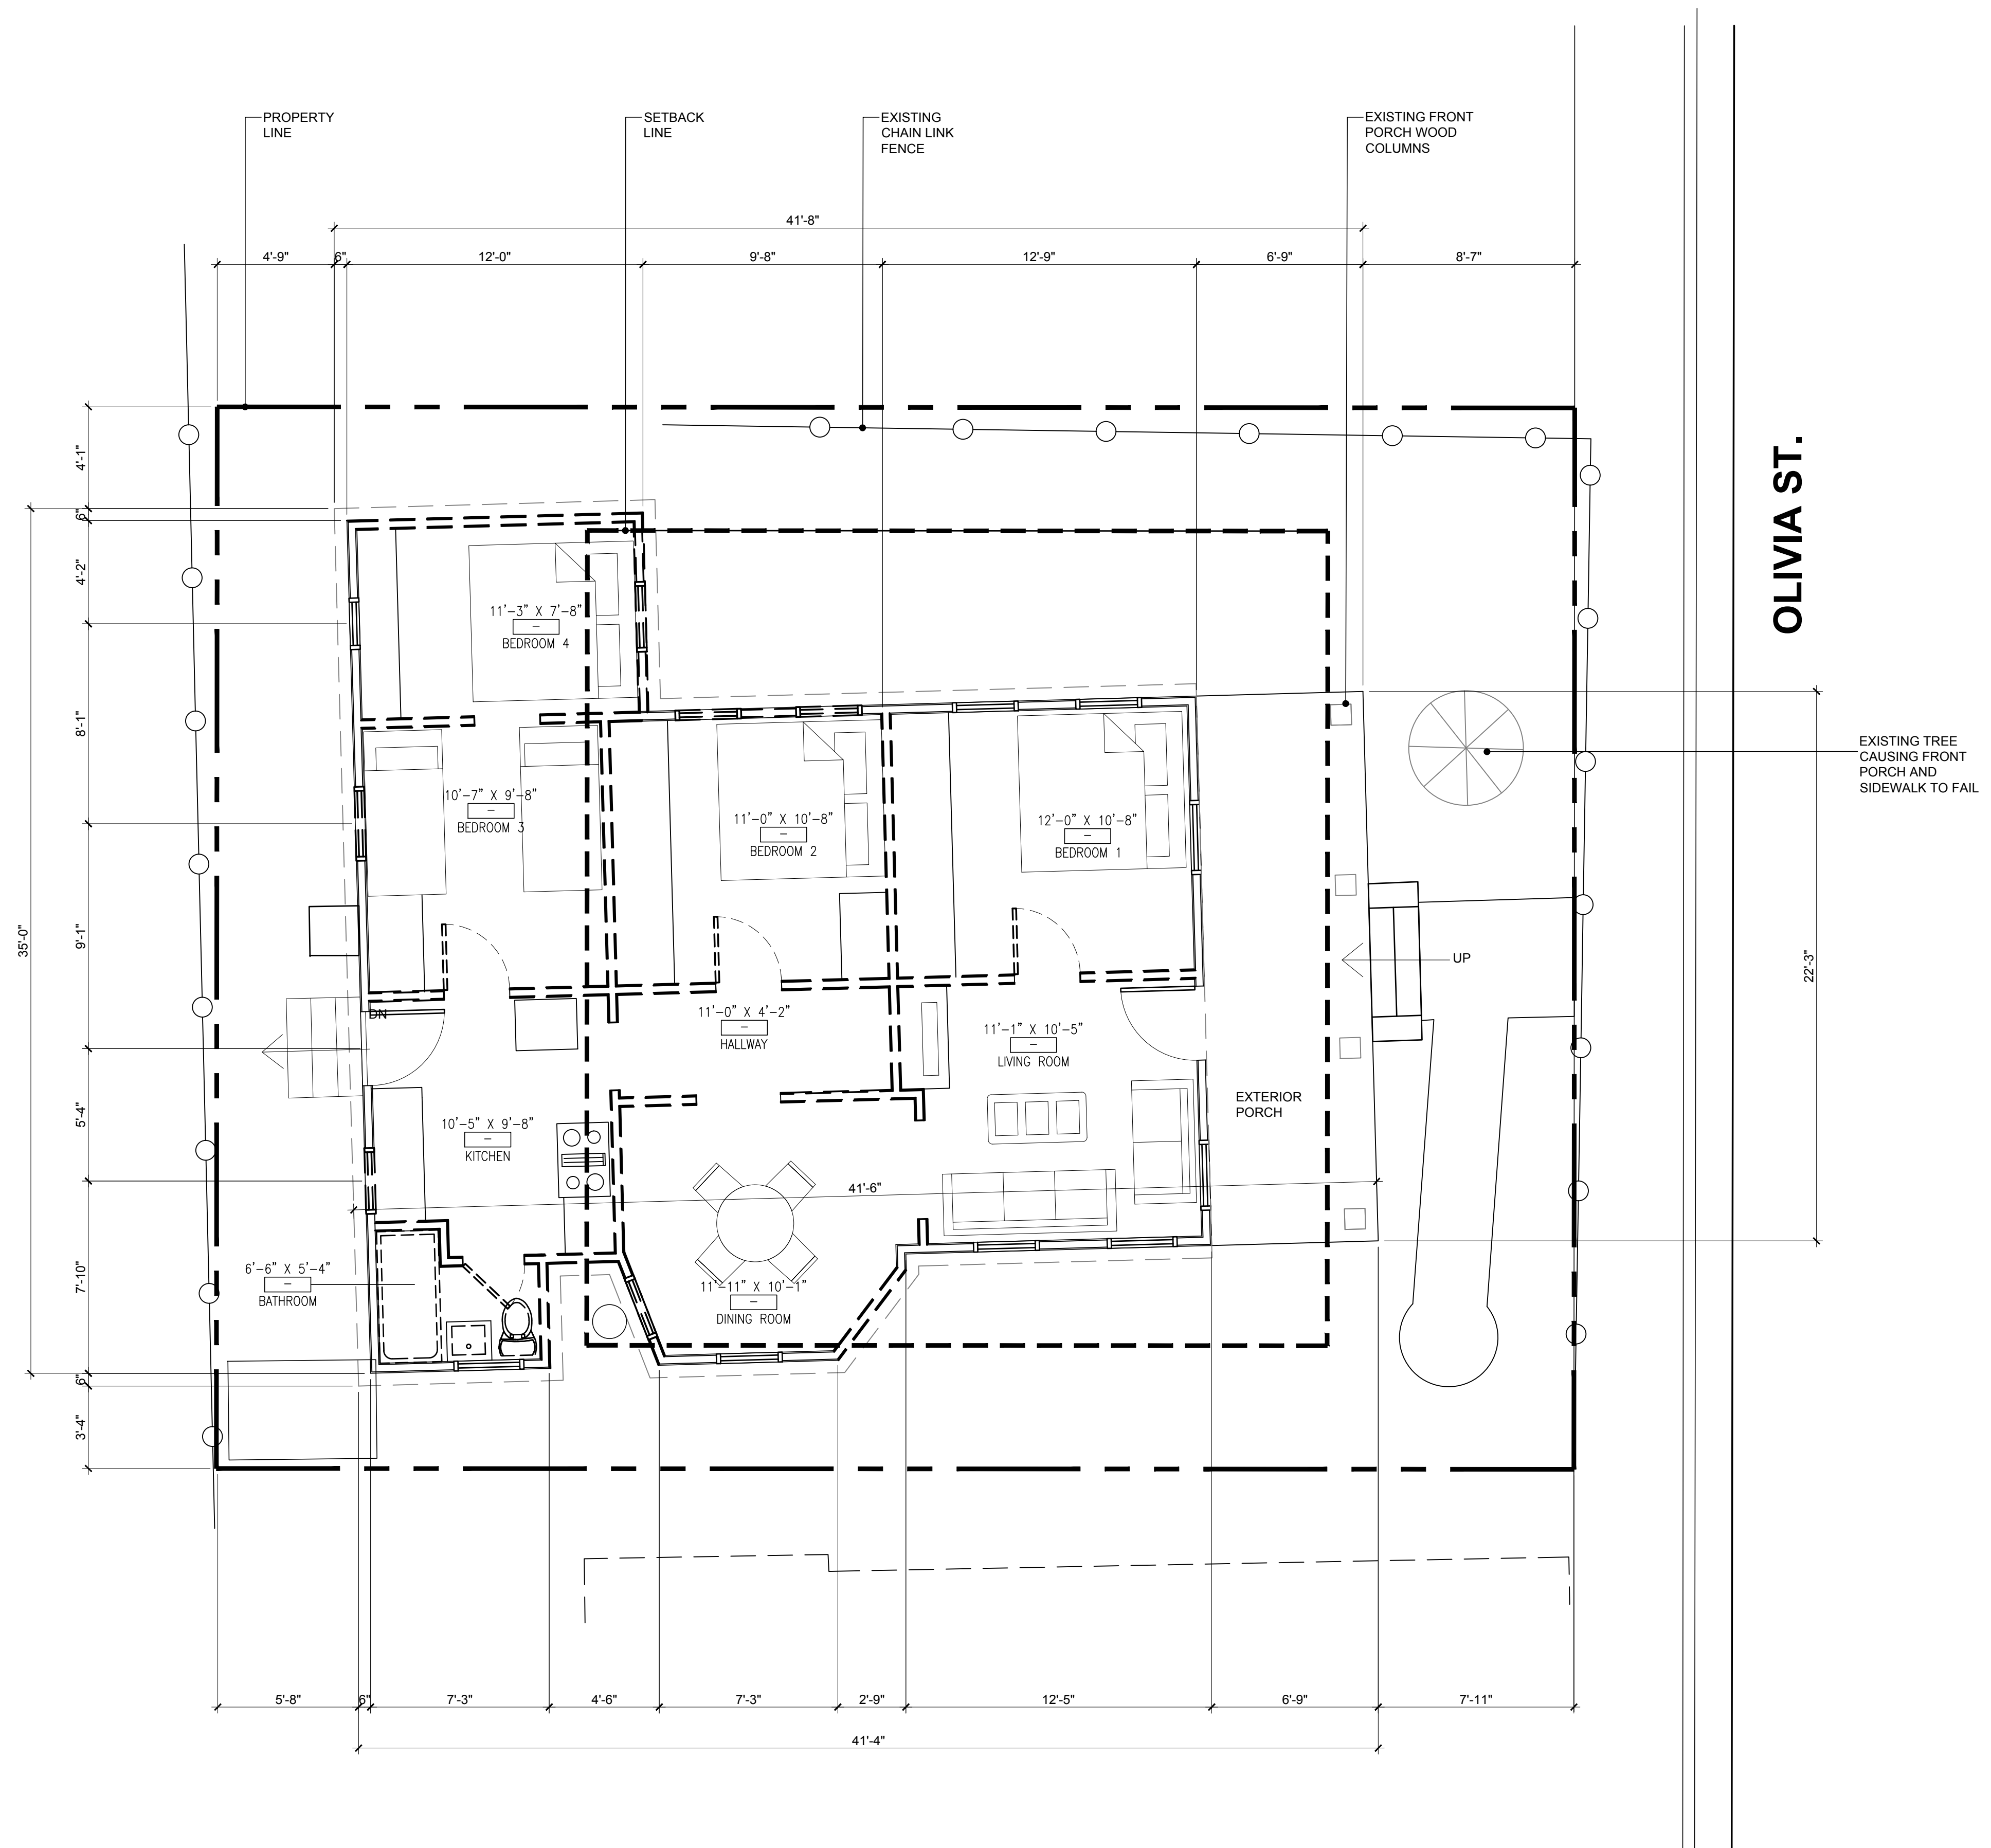 PROPERTY
LINE
SETBACK
LINE
EXISTING
CHAIN LINK
FENCE
EXISTING FRONT
PORCH WOOD
COLUMNS
41'-8"
4'-9"
6"
12'-0"
9'-8"
12'-9"
6'-9"
8'-7"
OLIVIA ST.
4'-1"
6"
4'-2"
8'-1"
9'-1"
5'-4"
7'-10"
6"
3'-4"
35'-0"
11'-3" X 7'-8"
-
BEDROOM 4
10'-7" X 9'-8"
-
BEDROOM 3
11'-0" X 10'-8"
-
BEDROOM 2
12'-0" X 10'-8"
-
BEDROOM 1
EXISTING TREE
CAUSING FRONT
PORCH AND
SIDEWALK TO FAIL
UP
22'-3"
DN
11'-0" X 4'-2"
-
HALLWAY
11'-1" X 10'-5"
-
LIVING ROOM
EXTERIOR
PORCH
10'-5" X 9'-8"
-
KITCHEN
41'-6"
6'-6" X 5'-4"
-
BATHROOM
11'-11" X 10'-1"
-
DINING ROOM
5'-8"
6"
7'-3"
4'-6"
7'-3"
2'-9"
12'-5"
6'-9"
7'-11"
41'-4"